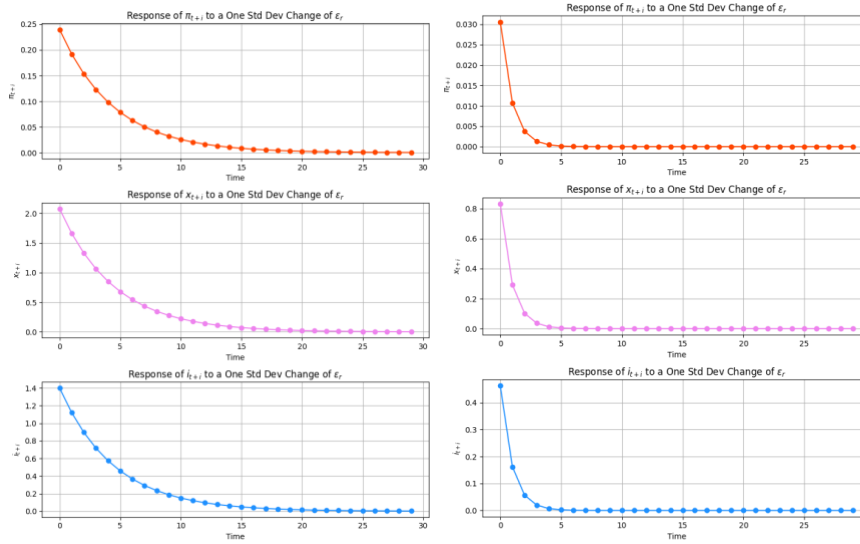 Response of π_{t+i} to a One Std Dev Change of ε_r
0.25
0.20
0.15
0.10
0.05
0.00
π_{t+i}
0 5 10 15 20 25 30
Time
Response of π_{t+i} to a One Std Dev Change of ε_r
0.030
0.025
0.020
0.015
0.010
0.005
0.000
π_{t+i}
0 5 10 15 20 25
Time
Response of x_{t+i} to a One Std Dev Change of ε_r
2.0
1.5
1.0
0.5
0.0
x_{t+i}
0 5 10 15 20 25 30
Time
Response of x_{t+i} to a One Std Dev Change of ε_r
0.8
0.6
0.4
0.2
0.0
x_{t+i}
0 5 10 15 20 25
Time
Response of i_{t+i} to a One Std Dev Change of ε_r
1.4
1.2
1.0
0.8
0.6
0.4
0.2
0.0
i_{t+i}
0 5 10 15 20 25 30
Time
Response of i_{t+i} to a One Std Dev Change of ε_r
0.4
0.3
0.2
0.1
0.0
i_{t+i}
0 5 10 15 20 25
Time